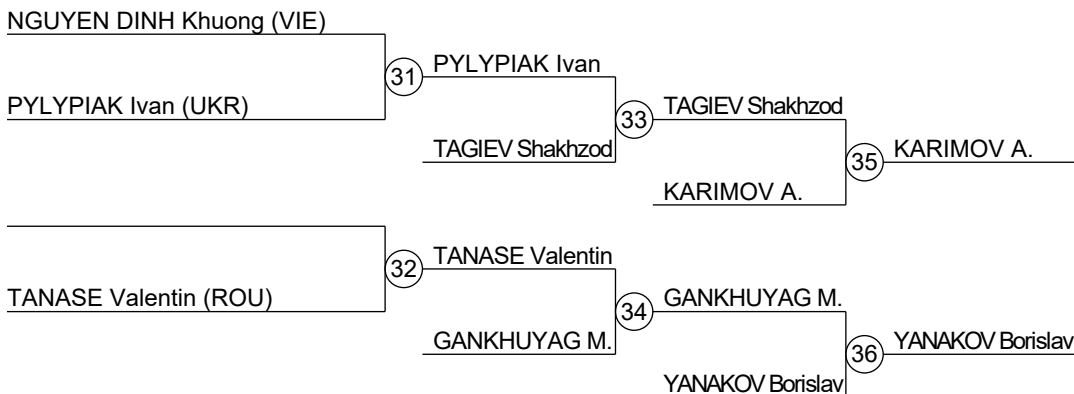 NGUYEN DINH Khuong (VIE)
31 PYLYPIAK Ivan
PYLYPIAK Ivan (UKR)
33 TAGIEV Shakhzod
TAGIEV Shakhzod
35 KARIMOV A.
KARIMOV A.
32 TANASE Valentin
TANASE Valentin (ROU)
34 GANKHUYAG M.
GANKHUYAG M.
36 YANAKOV Borislav
YANAKOV Borislav